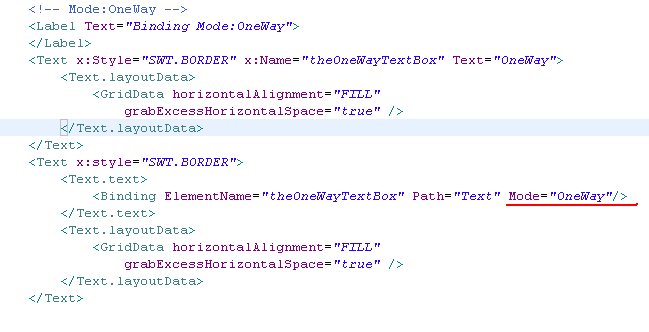 <!-- Mode:OneWay -->
<Label Text="Binding Mode:OneWay">
</Label>
<Text x:Style="SWT.BORDER" x:Name="theOneWayTextBox" Text="OneWay">
<Text.layoutData>
<GridData horizontalAlignment="FILL"
grabExcessHorizontalSpace="true" />
</Text.layoutData>
</Text>
<Text x:style="SWT.BORDER">
<Text.text>
<Binding ElementName="theOneWayTextBox" Path="Text" Mode="OneWay"/>
</Text.text>
<Text.layoutData>
<GridData horizontalAlignment="FILL"
grabExcessHorizontalSpace="true" />
</Text.layoutData>
</Text>